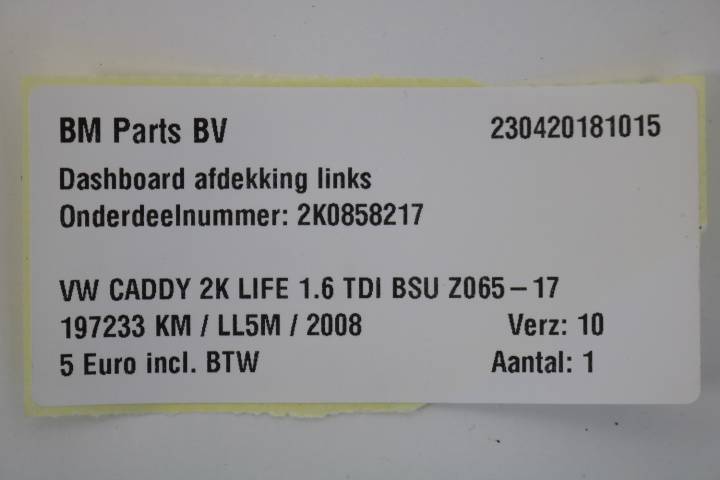 BM Parts BV 230420181015
Dashboard afdekking links
Onderdeelnummer: 2K0858217
VW CADDY 2K LIFE 1.6 TDI BSU Z065-17
197233 KM / LL5M / 2008 Verz: 10
5 Euro incl. BTW Aantal: 1